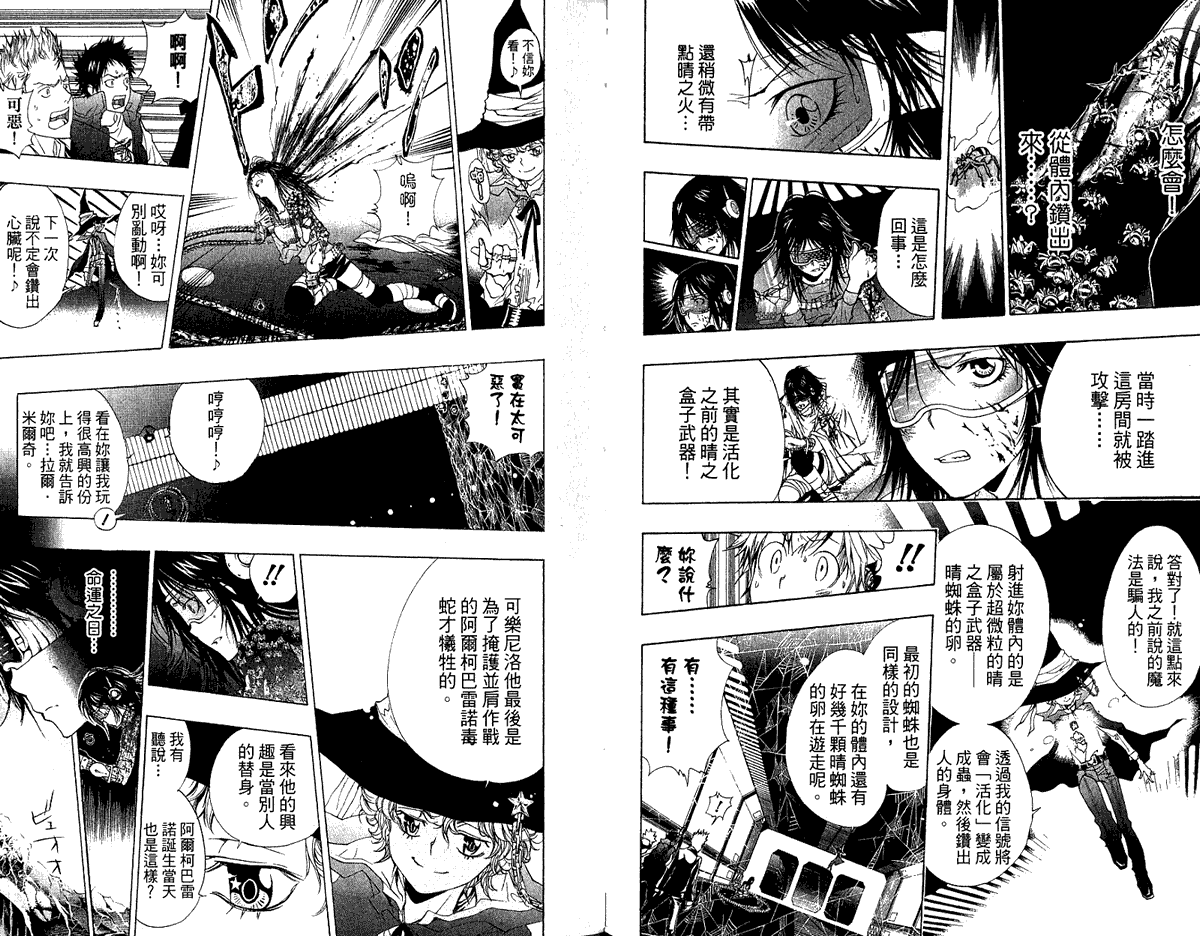 怎麼會！
從體內鑽出
來………？
還稍微有帶
點晴之火…
這是怎麼
回事…
當時一踏進
這房間就被
攻擊……
其實是活化
之前的晴之
盒子武器！
答對了！就這點來
說，我之前說的魔
法是騙人的！
射進妳體內的是
屬於超微粒的晴
之盒子武器——
晴蜘蛛的卵。
透過我的信號將
會「活化」變成
成蟲，然後鑽出
人的身體。
!!
妳說什
麼？
最初的蜘蛛也是
同樣的設計，
在妳的體內還有
好幾千顆晴蜘蛛
的卵在遊走呢。
有……
有這種事！
！
不信妳
看！♪
嗚啊！
啊啊！
可惡！
哎呀…妳可
別亂動啊！
下一次
說不定會鑽出
心臟呢！♪
實在太可
惡了！
哼哼哼！♪
看在妳讓我玩
得很高興的份
上，我就告訴
妳吧…拉爾．
米爾奇。
可樂尼洛他最後是
為了掩護並肩作戰
的阿爾柯巴雷諾毒
蛇才犧牲的。
!!
…………
命運之日…
看來他的興
趣是當別人
的替身。
我有
聽說…
阿爾柯巴雷
諾誕生當天
也是這樣？